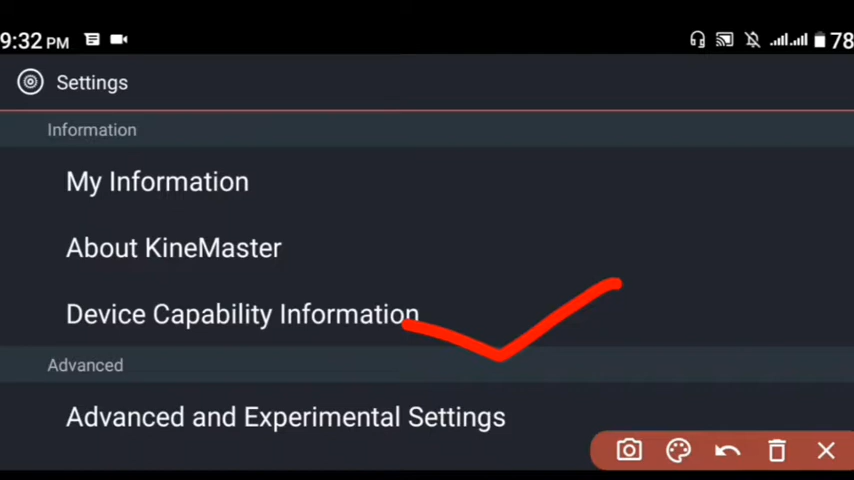 9:32 PM
78
Settings
Information
My Information
About KineMaster
Device Capability Information
Advanced
Advanced and Experimental Settings